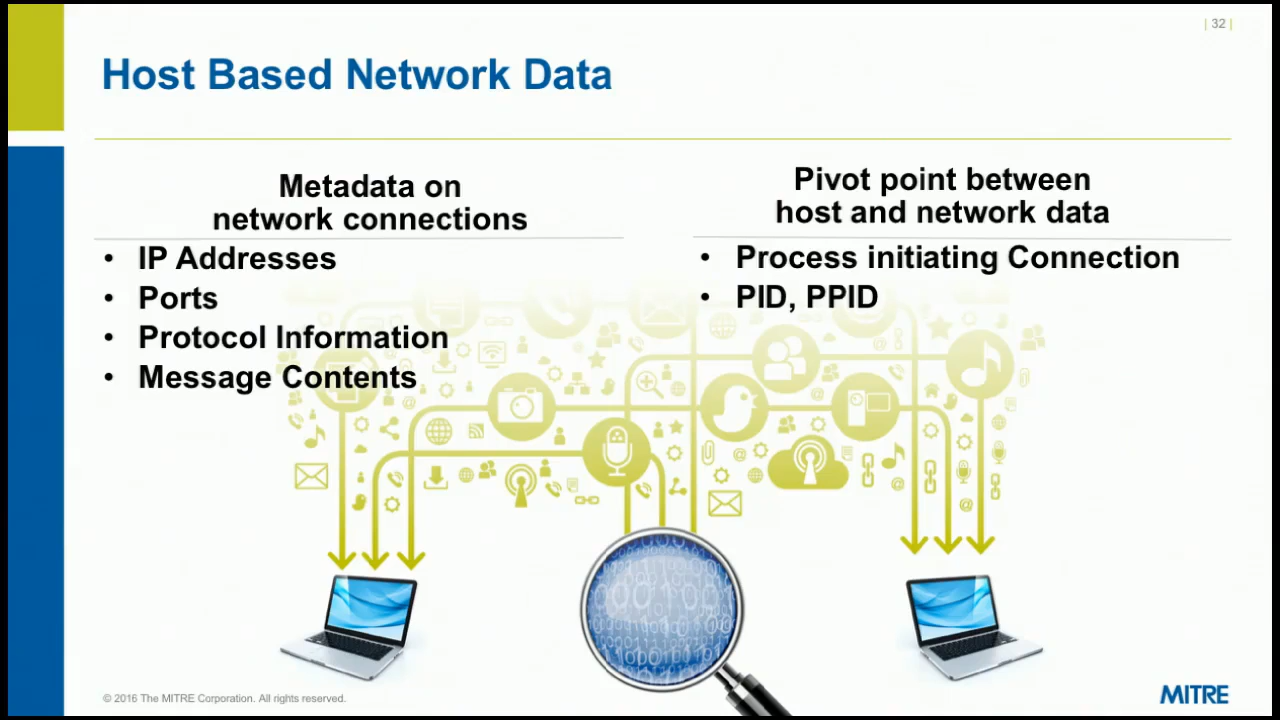 | 32 |
Host Based Network Data
Metadata on
network connections
• IP Addresses
• Ports
• Protocol Information
• Message Contents
Pivot point between
host and network data
• Process initiating Connection
• PID, PPID
© 2016 The MITRE Corporation. All rights reserved.
MITRE